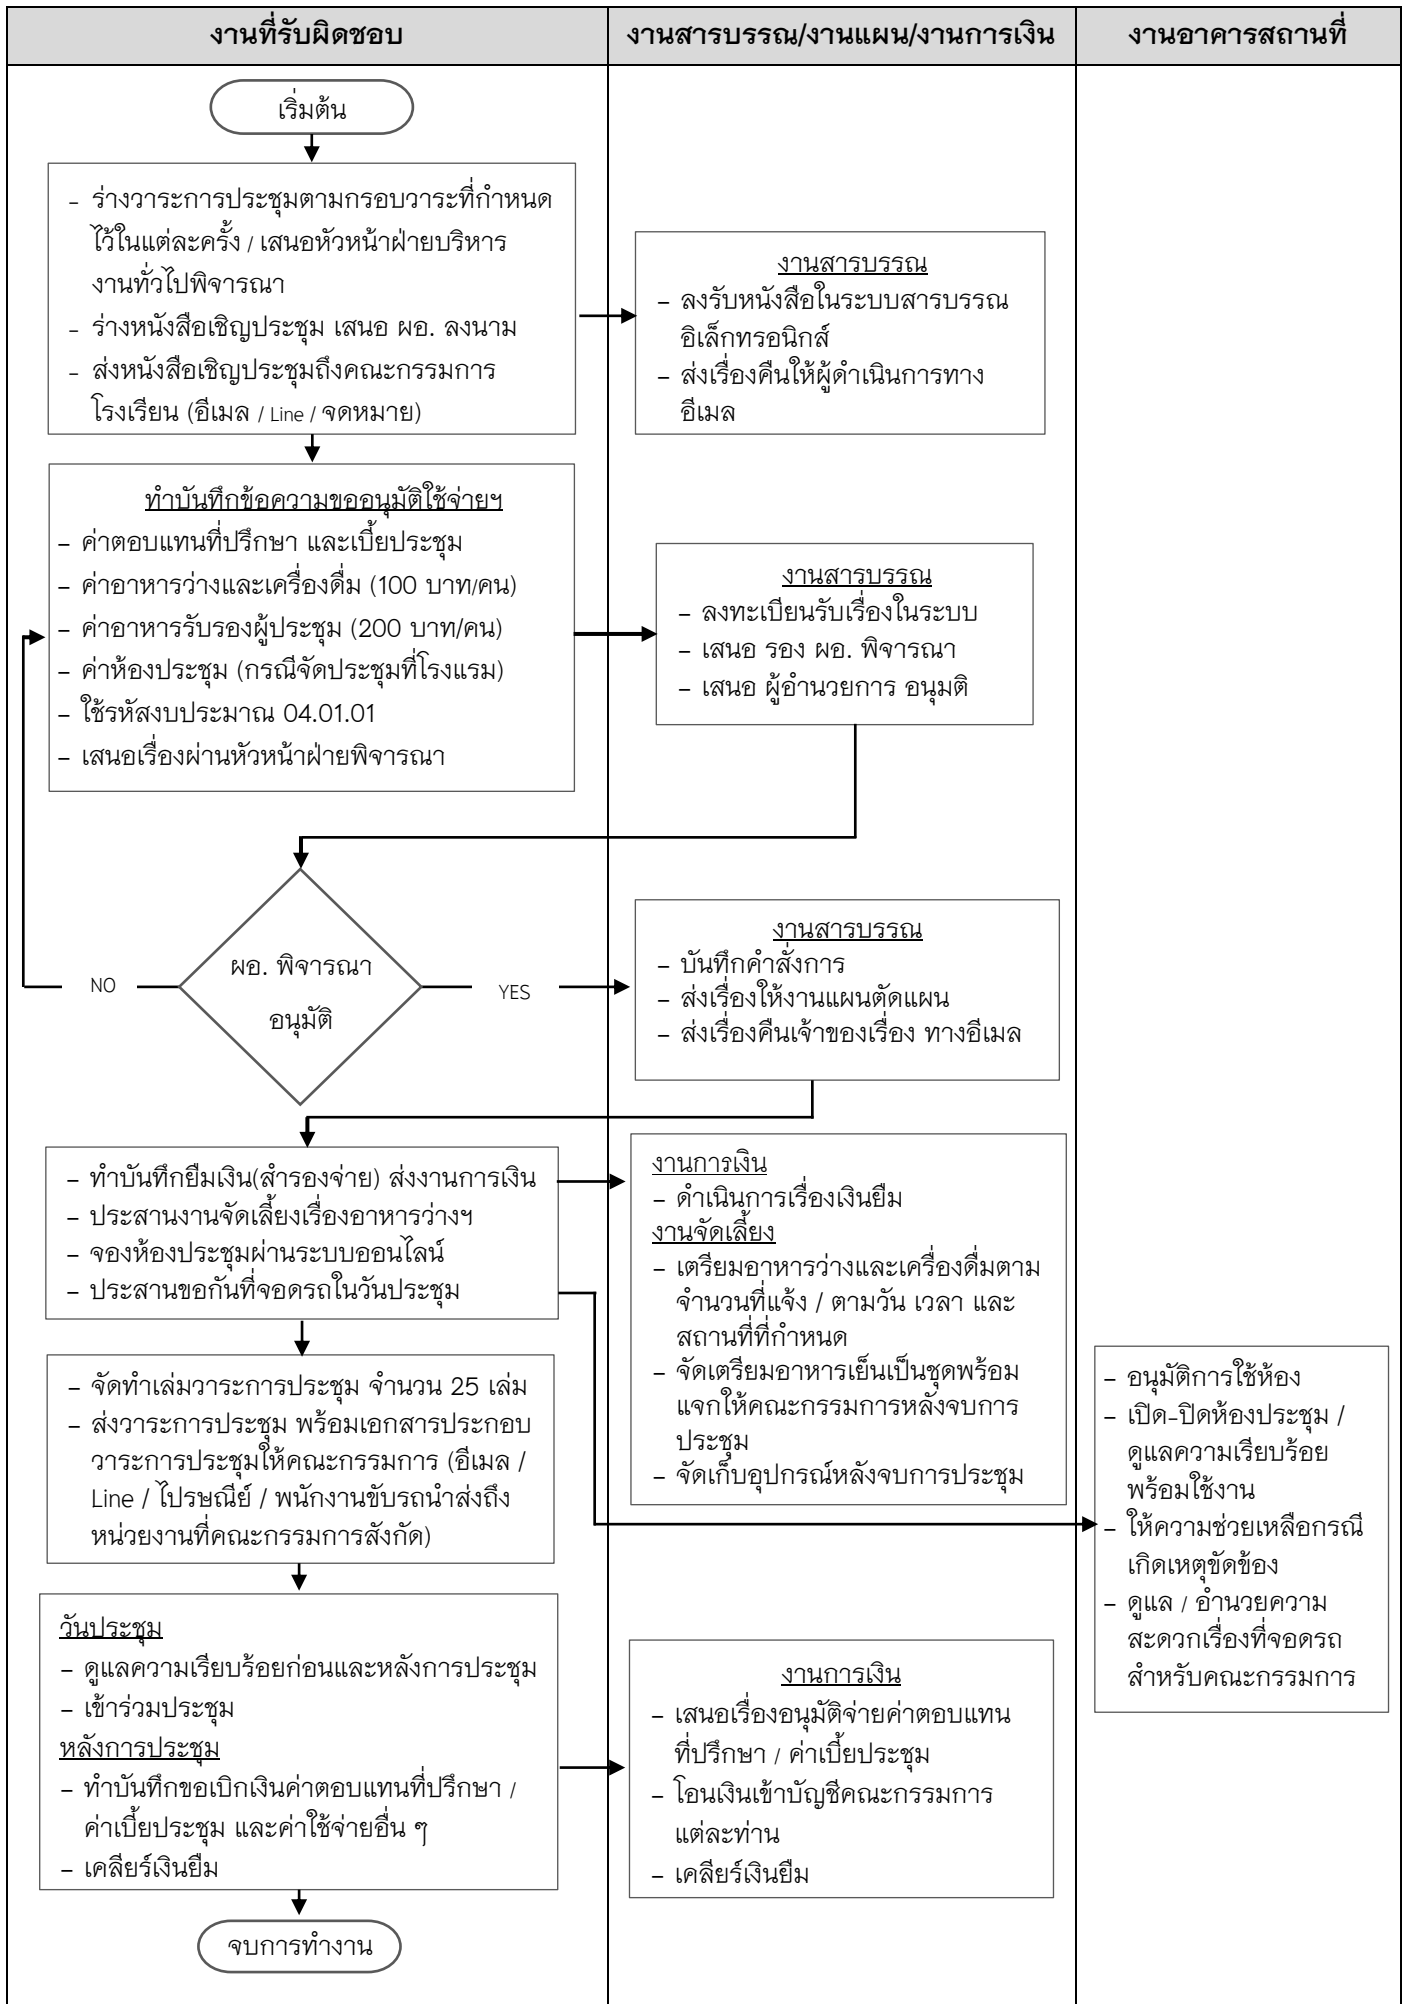 งานที่รับผิดชอบ
งานสารบรรณ/งานแผน/งานการเงิน
งานอาคารสถานที่
เริ่มต้น
- ร่างวาระการประชุมตามกรอบวาระที่กำหนด
ไว้ในแต่ละครั้ง / เสนอหัวหน้าฝ่ายบริหาร
งานทั่วไปพิจารณา
- ร่างหนังสือเชิญประชุม เสนอ ผอ. ลงนาม
- ส่งหนังสือเชิญประชุมถึงคณะกรรมการ
โรงเรียน (อีเมล / Line / จดหมาย)
งานสารบรรณ
- ลงรับหนังสือในระบบสารบรรณ
อิเล็กทรอนิกส์
- ส่งเรื่องคืนให้ผู้ดำเนินการทาง
อีเมล
ทำบันทึกข้อความขออนุมัติใช้จ่ายฯ
- ค่าตอบแทนที่ปรึกษา และเบี้ยประชุม
- ค่าอาหารว่างและเครื่องดื่ม (100 บาท/คน)
- ค่าอาหารรับรองผู้ประชุม (200 บาท/คน)
- ค่าห้องประชุม (กรณีจัดประชุมที่โรงแรม)
- ใช้รหัสงบประมาณ 04.01.01
- เสนอเรื่องผ่านหัวหน้าฝ่ายพิจารณา
งานสารบรรณ
- ลงทะเบียนรับเรื่องในระบบ
- เสนอ รอง ผอ. พิจารณา
- เสนอ ผู้อำนวยการ อนุมติ
ผอ. พิจารณา
อนุมัติ
NO
YES
งานสารบรรณ
- บันทึกคำสั่งการ
- ส่งเรื่องให้งานแผนตัดแผน
- ส่งเรื่องคืนเจ้าของเรื่อง ทางอีเมล
- ทำบันทึกยืมเงิน(สำรองจ่าย) ส่งงานการเงิน
- ประสานงานจัดเลี้ยงเรื่องอาหารว่างฯ
- จองห้องประชุมผ่านระบบออนไลน์
- ประสานขอกันที่จอดรถในวันประชุม
งานการเงิน
- ดำเนินการเรื่องเงินยืม
งานจัดเลี้ยง
- เตรียมอาหารว่างและเครื่องดื่มตาม
จำนวนที่แจ้ง / ตามวัน เวลา และ
สถานที่ที่กำหนด
- จัดเตรียมอาหารเย็นเป็นชุดพร้อม
แจกให้คณะกรรมการหลังจบการ
ประชุม
- จัดเก็บอุปกรณ์หลังจบการประชุม
- จัดทำเล่มวาระการประชุม จำนวน 25 เล่ม
- ส่งวาระการประชุม พร้อมเอกสารประกอบ
วาระการประชุมให้คณะกรรมการ (อีเมล /
Line / ไปรษณีย์ / พนักงานขับรถนำส่งถึง
หน่วยงานที่คณะกรรมการสังกัด)
- อนุมัติการใช้ห้อง
- เปิด-ปิดห้องประชุม /
ดูแลความเรียบร้อย
พร้อมใช้งาน
- ให้ความช่วยเหลือกรณี
เกิดเหตุขัดข้อง
- ดูแล / อำนวยความ
สะดวกเรื่องที่จอดรถ
สำหรับคณะกรรมการ
วันประชุม
- ดูแลความเรียบร้อยก่อนและหลังการประชุม
- เข้าร่วมประชุม
หลังการประชุม
- ทำบันทึกขอเบิกเงินค่าตอบแทนที่ปรึกษา /
ค่าเบี้ยประชุม และค่าใช้จ่ายอื่น ๆ
- เคลียร์เงินยืม
งานการเงิน
- เสนอเรื่องอนุมัติจ่ายค่าตอบแทน
ที่ปรึกษา / ค่าเบี้ยประชุม
- โอนเงินเข้าบัญชีคณะกรรมการ
แต่ละท่าน
- เคลียร์เงินยืม
จบการทำงาน